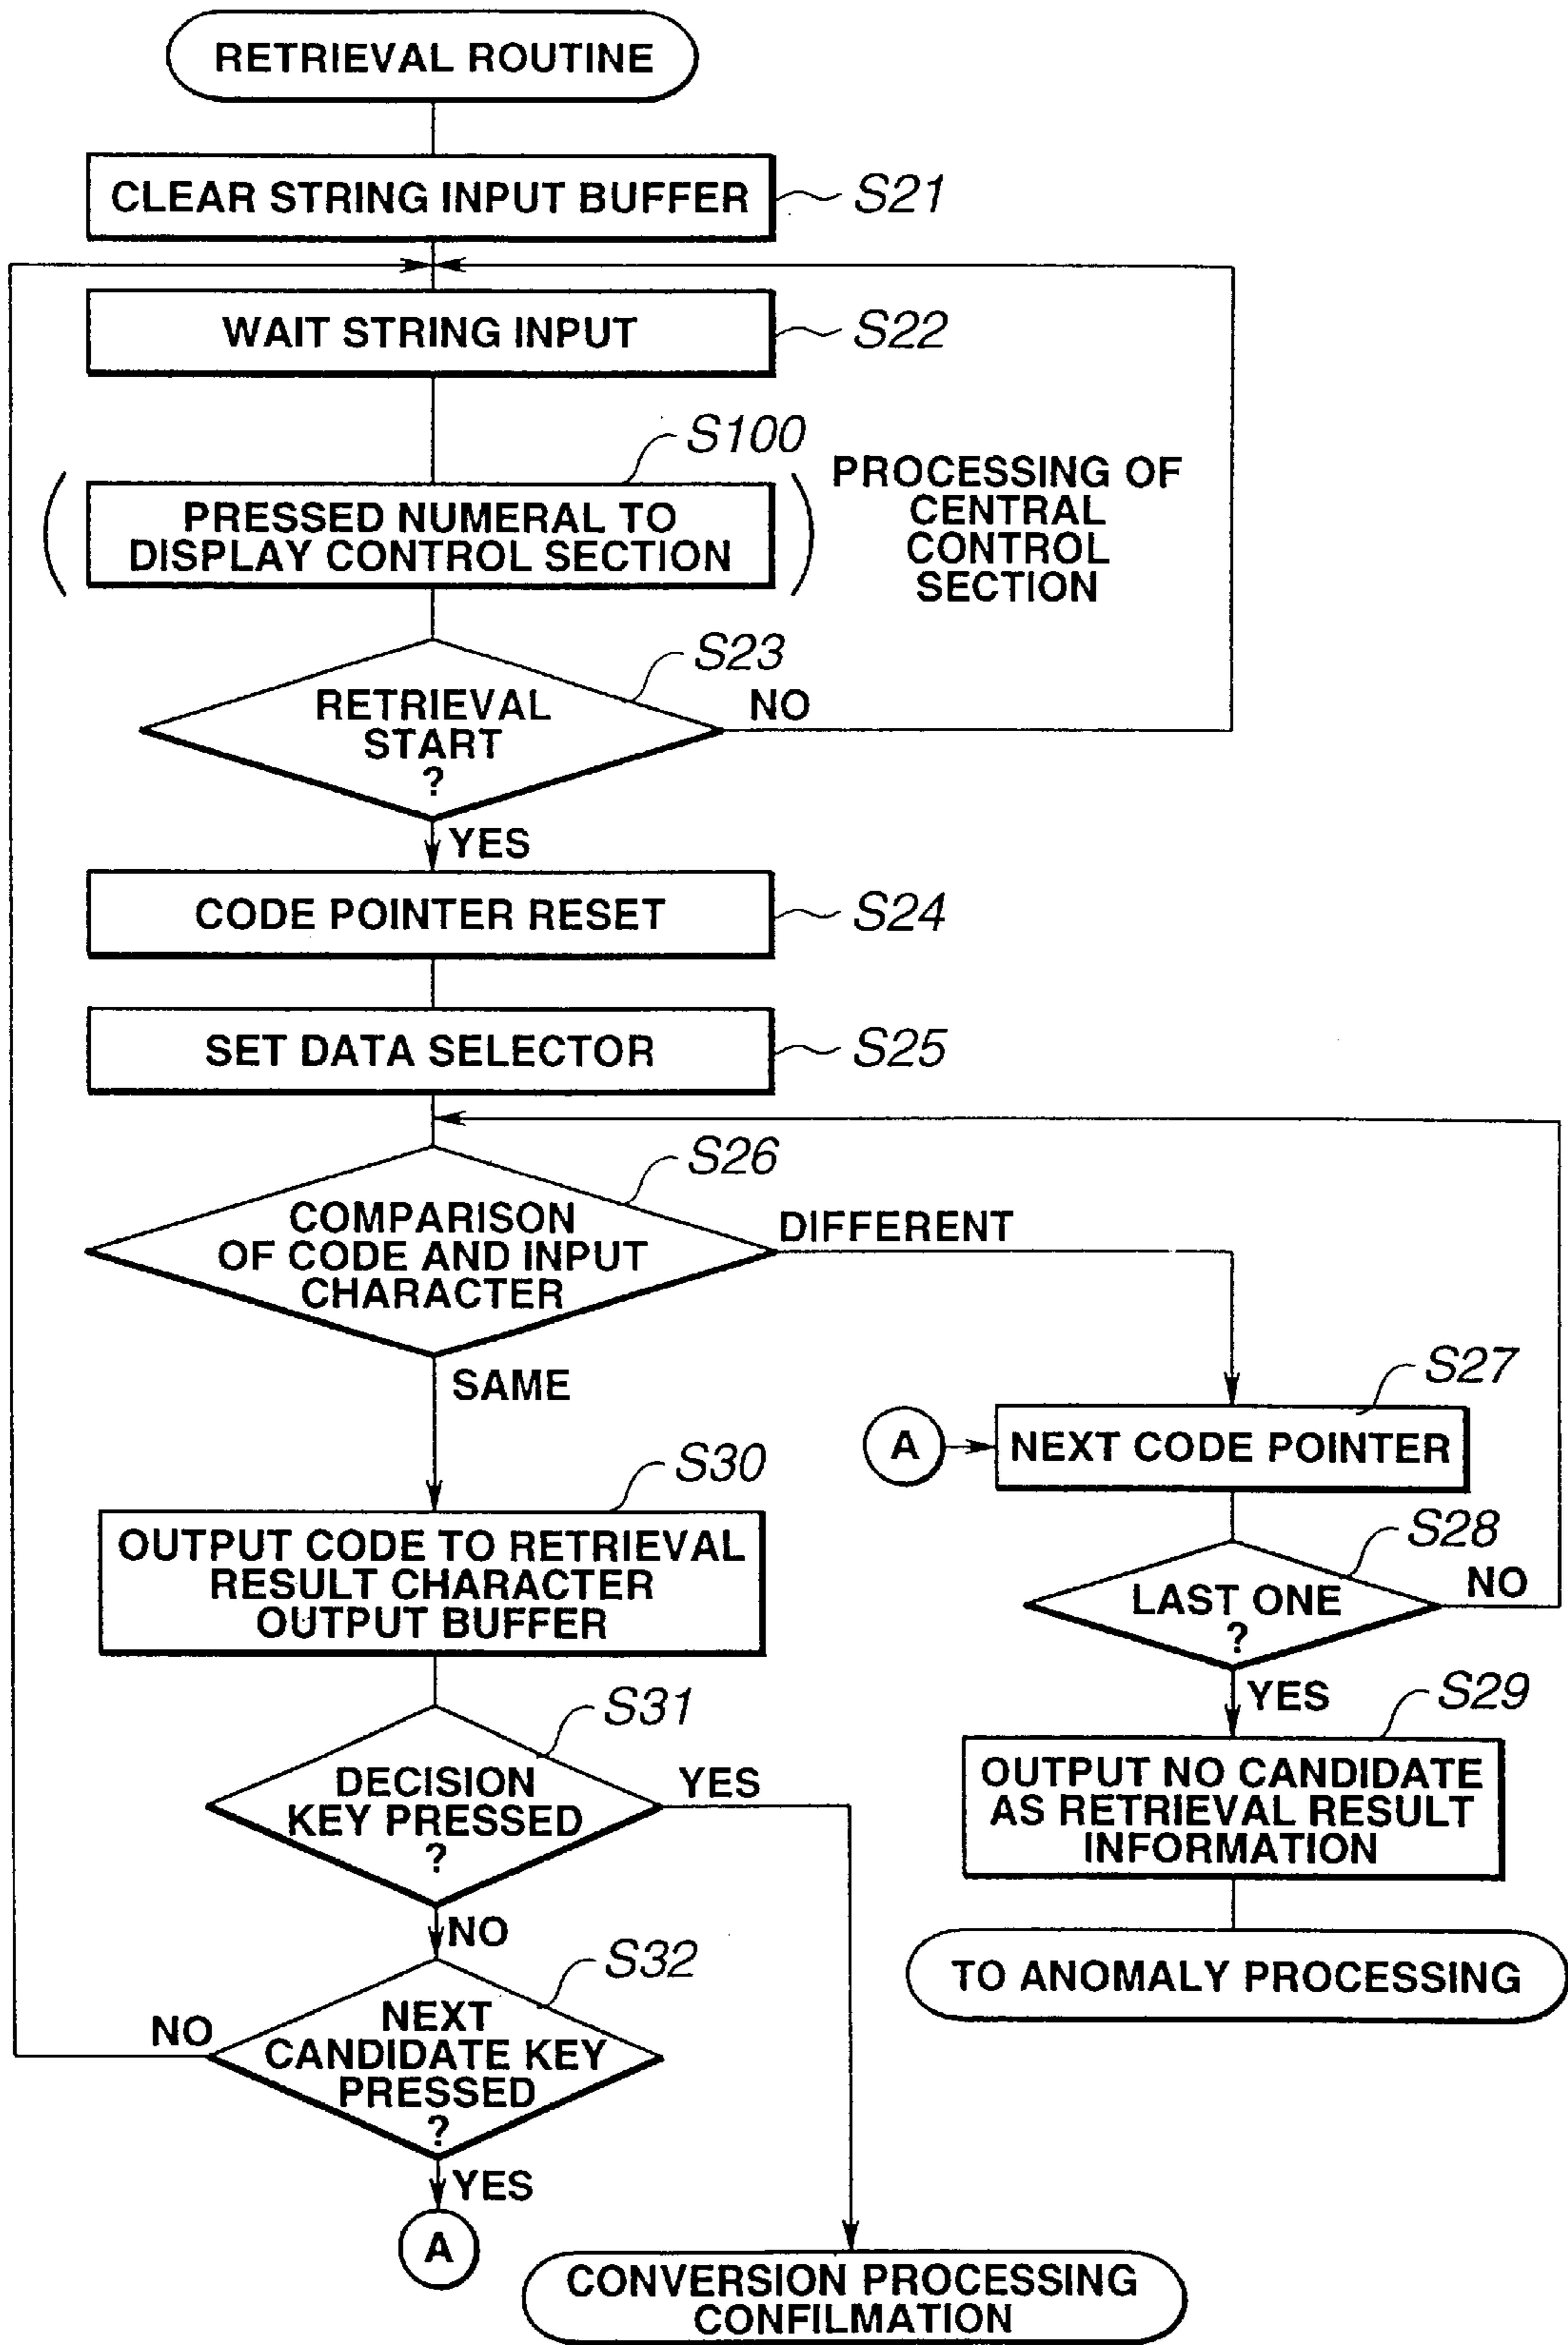 RETRIEVAL ROUTINE
CLEAR STRING INPUT BUFFER
S21
WAIT STRING INPUT
S22
S100
PRESSED NUMERAL TO
DISPLAY CONTROL SECTION
PROCESSING OF
CENTRAL
CONTROL
SECTION
S23
RETRIEVAL
START
?
NO
YES
CODE POINTER RESET
S24
SET DATA SELECTOR
S25
S26
COMPARISON
OF CODE AND INPUT
CHARACTER
DIFFERENT
SAME
S27
A
NEXT CODE POINTER
S28
LAST ONE
?
NO
YES
S29
OUTPUT NO CANDIDATE
AS RETRIEVAL RESULT
INFORMATION
TO ANOMALY PROCESSING
S30
OUTPUT CODE TO RETRIEVAL
RESULT CHARACTER
OUTPUT BUFFER
S31
DECISION
KEY PRESSED
?
YES
NO
S32
NEXT
CANDIDATE KEY
PRESSED
?
NO
YES
A
CONVERSION PROCESSING
CONFILMATION